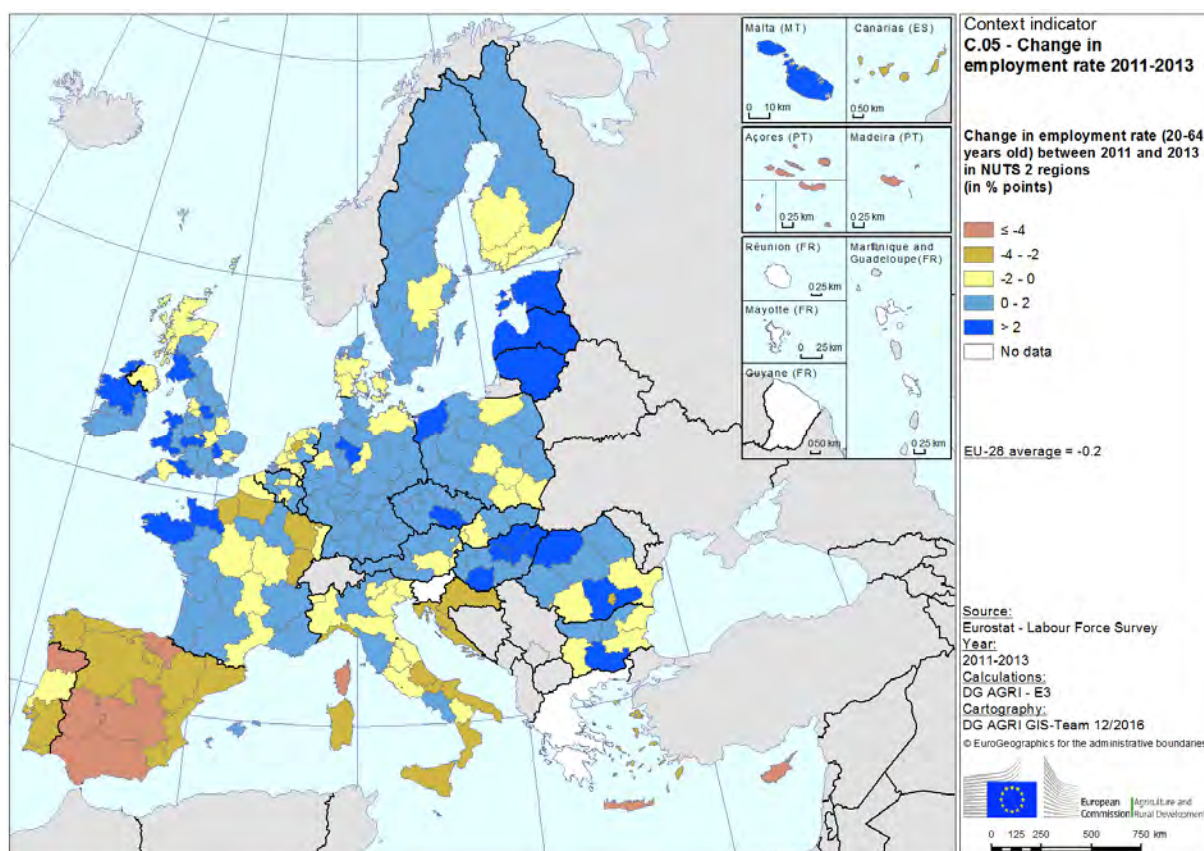 Malta (MT)
0 10 km
Canarias (ES)
0 50 km
Açores (PT)
0 25 km
Madeira (PT)
0 25 km
Réunion (FR)
0 25 km
Martinique and
Guadeloupe (FR)
Mayotte (FR)
0 25 km
Guyane (FR)
0 50 km
0 25 km
Context indicator
C.05 - Change in
employment rate 2011-2013
Change in employment rate (20-64
years old) between 2011 and 2013
in NUTS 2 regions
(in % points)
≤ -4
-4 - -2
-2 - 0
0 - 2
> 2
No data
EU-28 average = -0.2
Source:
Eurostat - Labour Force Survey
Year:
2011-2013
Calculations:
DG AGRI - E3
Cartography:
DG AGRI GIS-Team 12/2016
© EuroGeographics for the administrative boundaries
European
Commission
Agriculture and
Rural Development
0 125 250 500 750 km